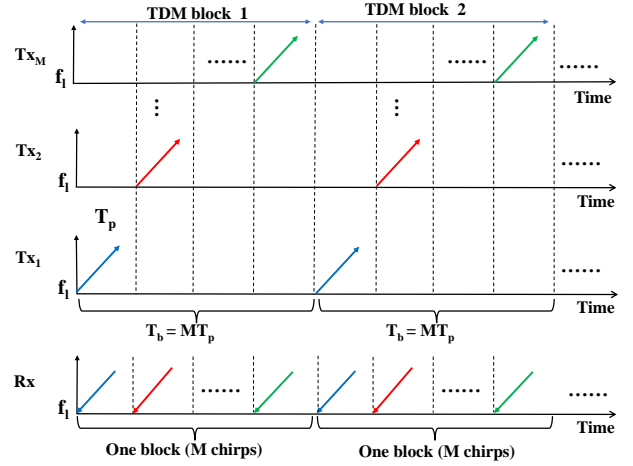 TDM block 1
TDM block 2
Tx_M
f_l
......
......
......
Time
...
...
Tx_2
f_l
......
Time
T_p
Tx_1
f_l
......
Time
T_b = MT_p
T_b = MT_p
Rx
f_l
......
......
......
Time
One block (M chirps)
One block (M chirps)